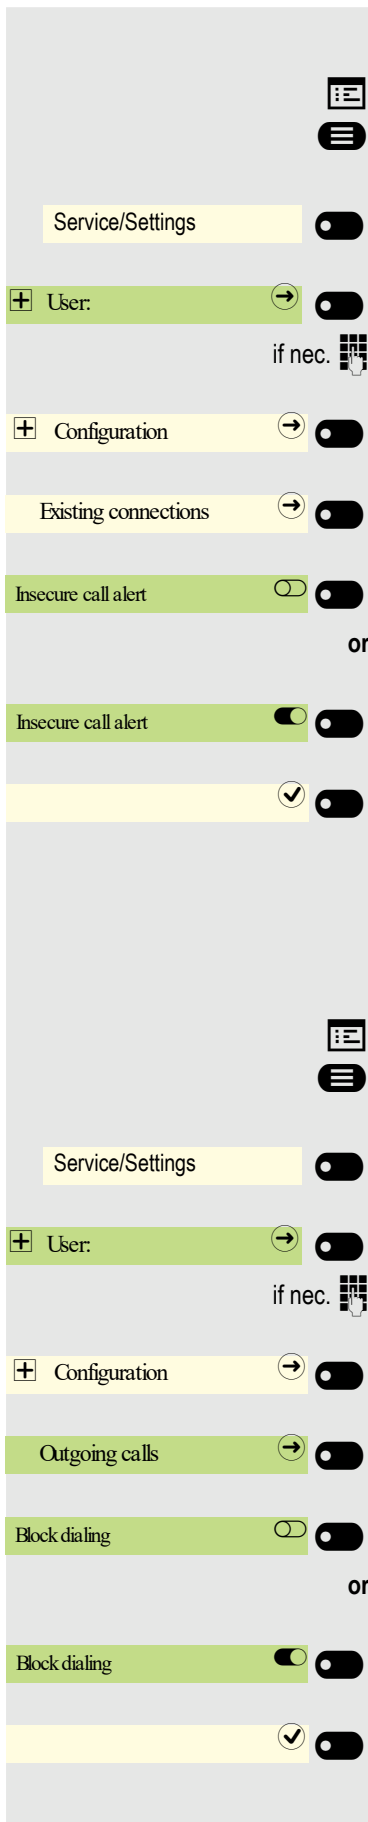 Service/Settings
User:
if nec.
Configuration
Existing connections
Insecure call alert
or
Insecure call alert
Service/Settings
User:
if nec.
Configuration
Outgoing calls
Block dialing
or
Block dialing